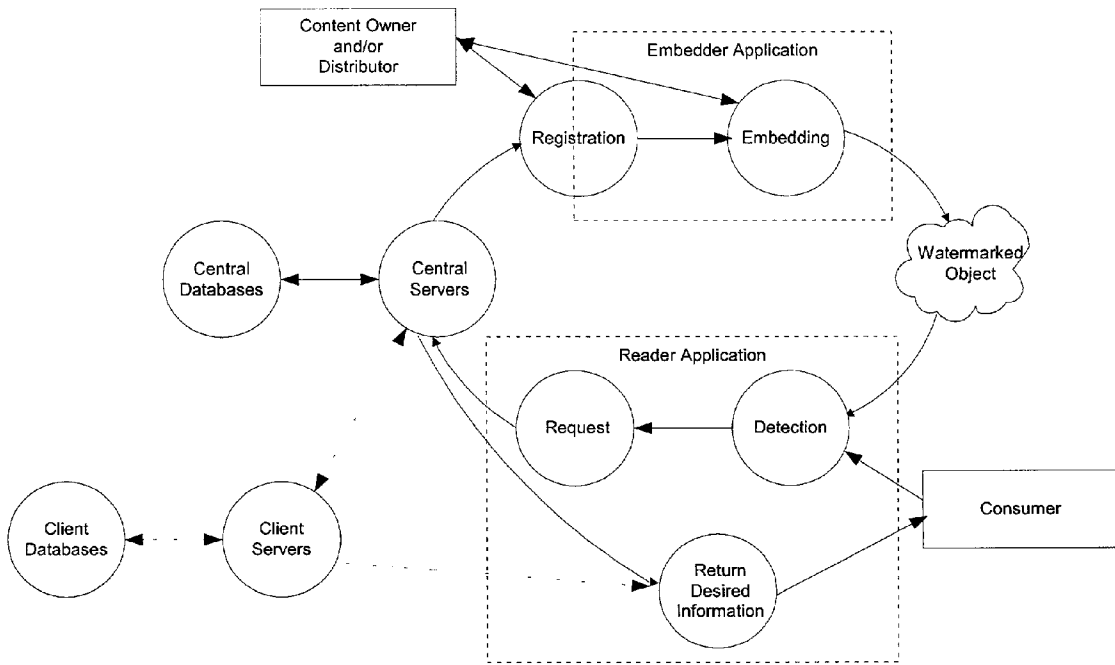 Content Owner
and/or
Distributor
Embedder Application
Registration
Embedding
Central
Databases
Central
Servers
Watermarked
Object
Reader Application
Request
Detection
Consumer
Client
Databases
Client
Servers
Return
Desired
Information